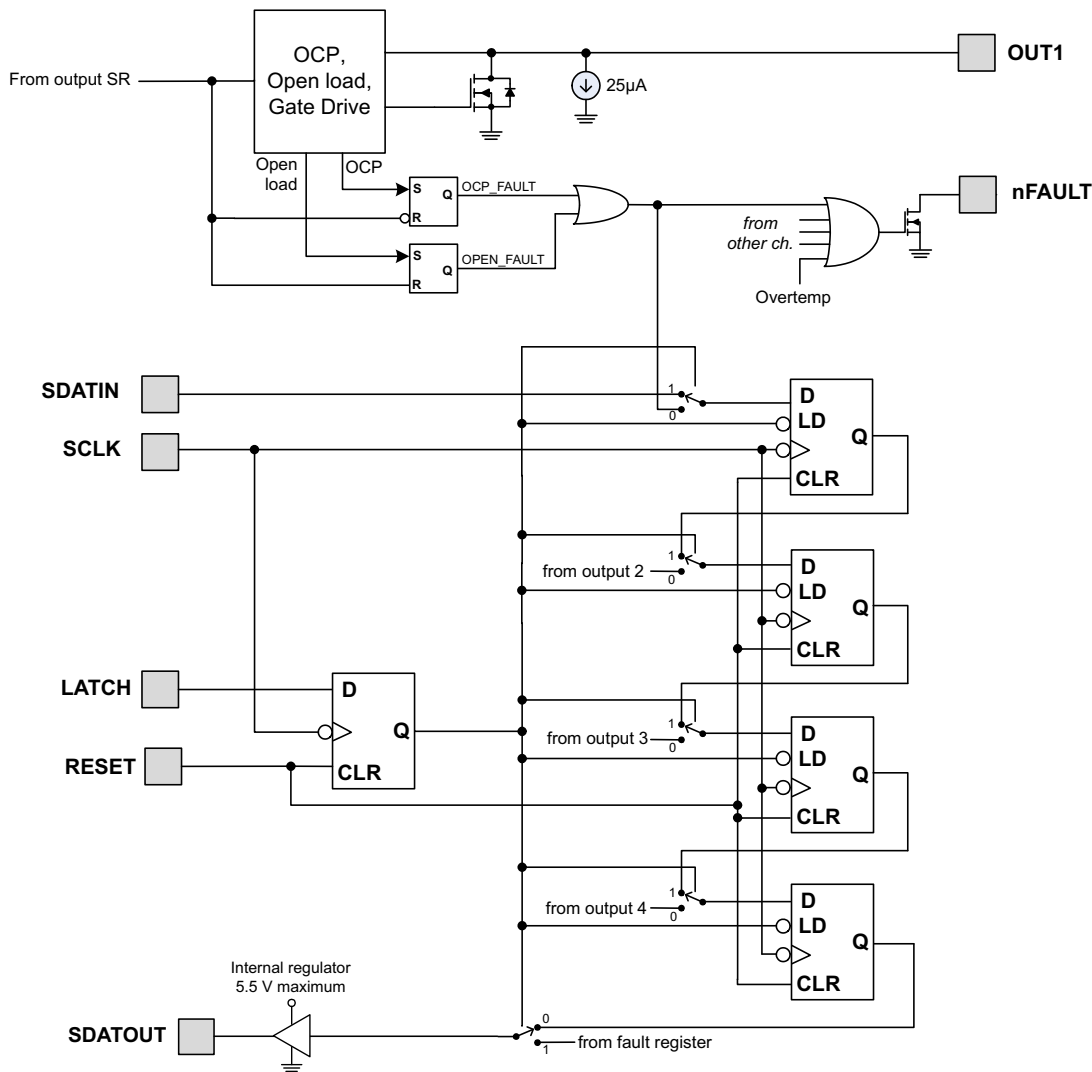 OCP,
Open load,
Gate Drive
OUT1
From output SR
25µA
Open
load
OCP
S
R
Q
OCP_FAULT
S
R
Q
OPEN_FAULT
nFAULT
from
other ch.
Overtemp
SDATIN
1
0
D
LD
Q
CLR
SCLK
1
from output 2
0
D
LD
Q
CLR
LATCH
D
Q
CLR
RESET
1
from output 3
0
D
LD
Q
CLR
1
from output 4
0
D
LD
Q
CLR
Internal regulator
5.5 V maximum
SDATOUT
0
1
from fault register